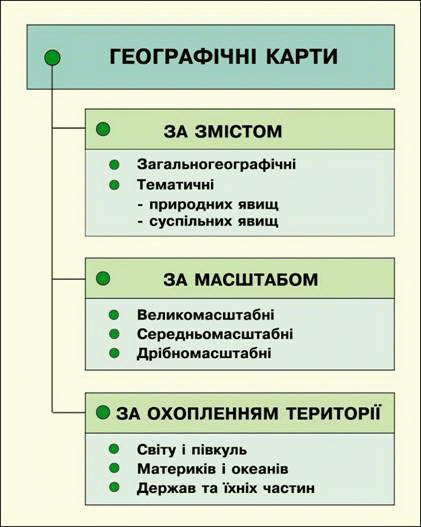 ГЕОГРАФІЧНІ КАРТИ
ЗА ЗМІСТОМ
Загальногеографічні
Тематичні
- природних явищ
- суспільних явищ
ЗА МАСШТАБОМ
Великомасштабні
Середньомасштабні
Дрібномасштабні
ЗА ОХОПЛЕННЯМ ТЕРИТОРІЇ
Світу і півкуль
Материків і океанів
Держав та їхніх частин